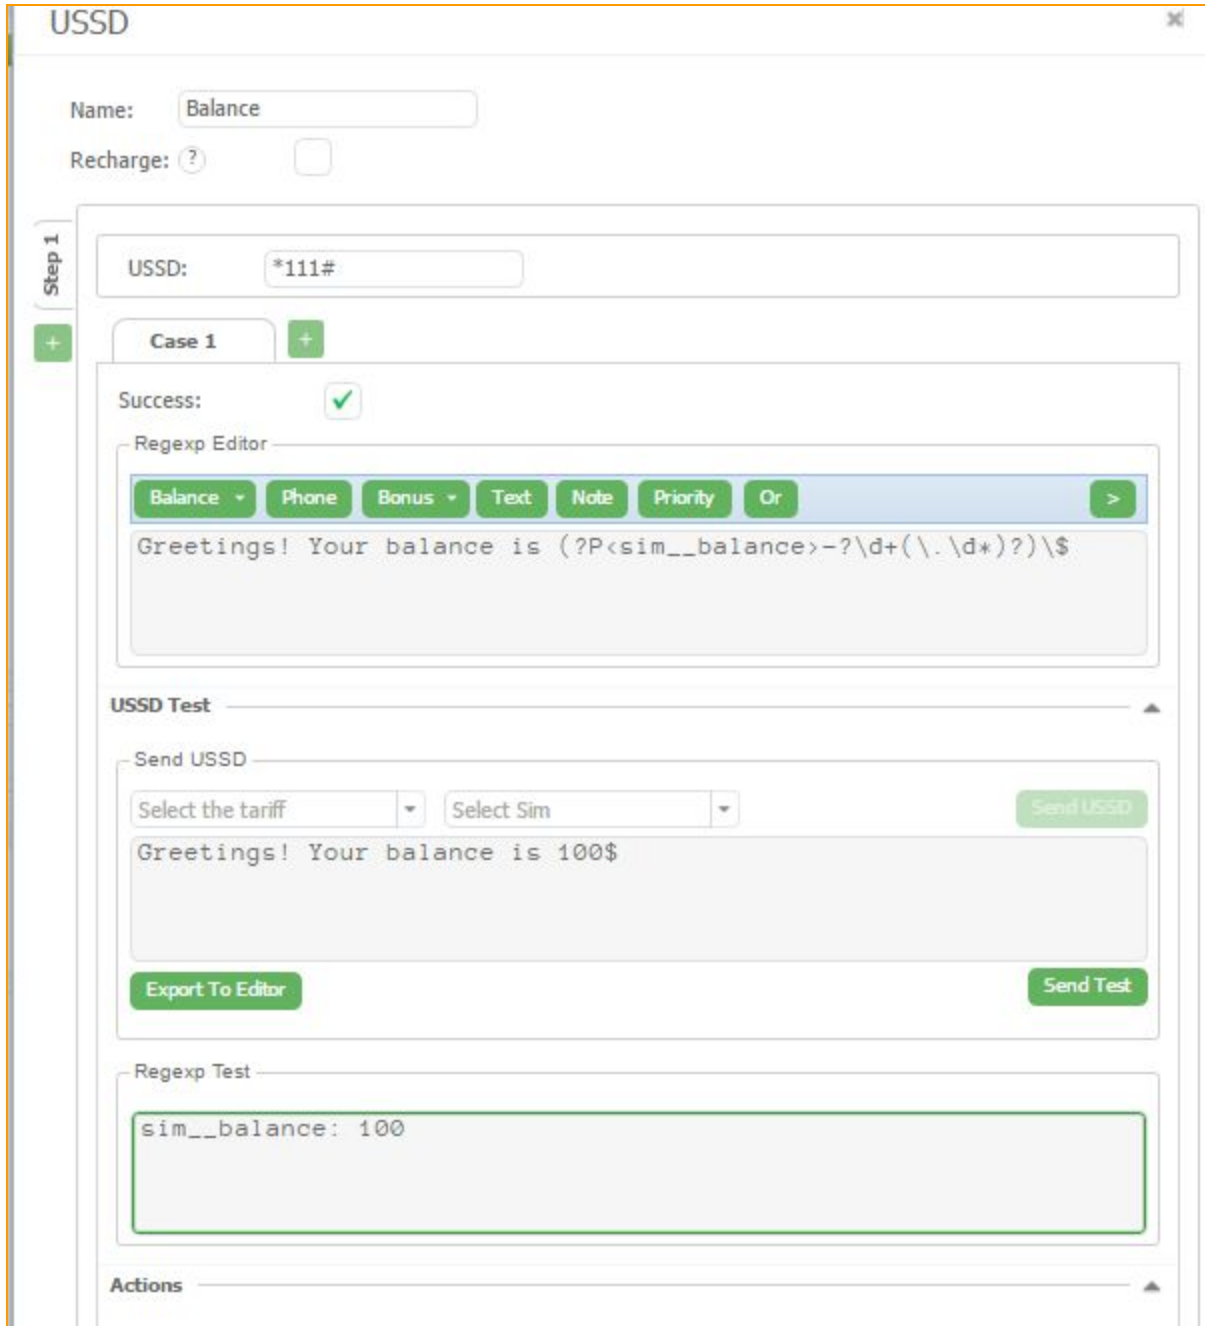 USSD
Name: Balance
Recharge: ?
Step 1
USSD: *111#
+ Case 1 +
Success:
Regexp Editor
Balance Phone Bonus Text Note Priority Or >
Greetings! Your balance is (?P<sim__balance>-?\d+(\.\d*)?)\$
USSD Test
Send USSD
Select the tariff Select Sim Send USSD
Greetings! Your balance is 100$
Export To Editor Send Test
Regexp Test
sim__balance: 100
Actions